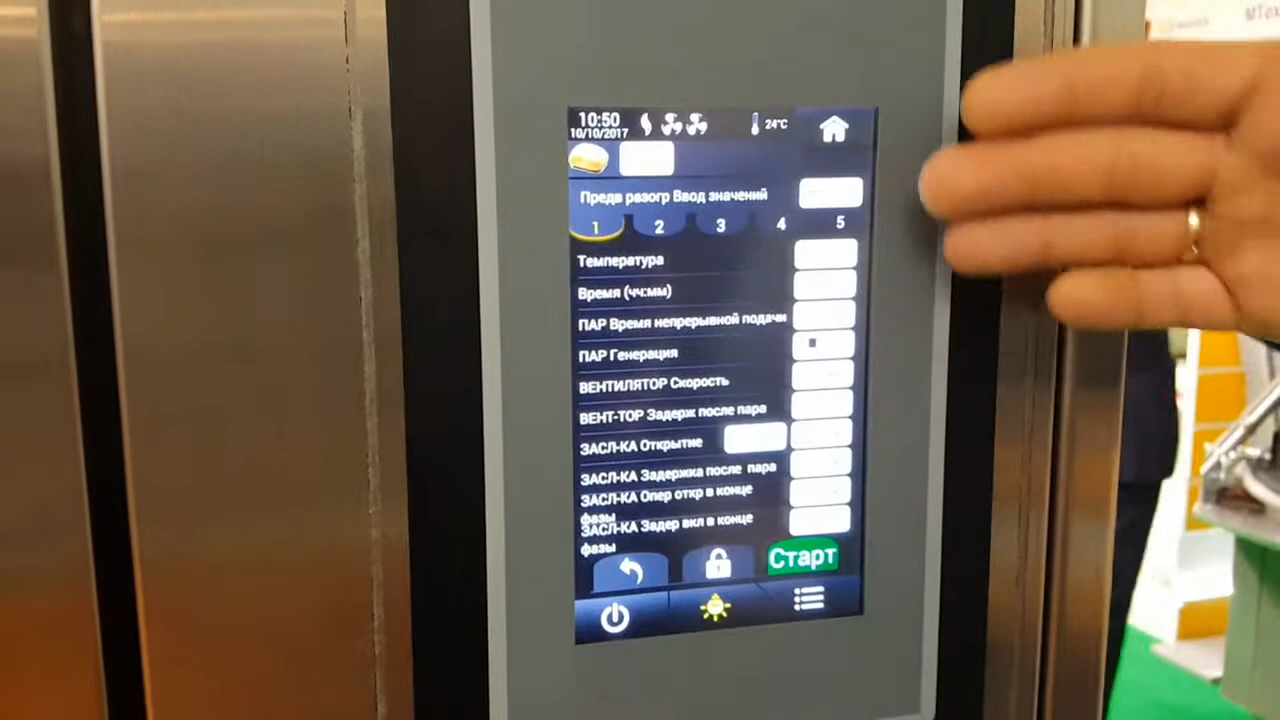 10:50
10/10/2017
24°C
Предв разогр Ввод значений
1 2 3 4 5
Температура
Время (чч:мм)
ПАР Время непрерывной подачи
ПАР Генерация
ВЕНТИЛЯТОР Скорость
ВЕНТ-ТОР Задерж после пара
ЗАСЛ-КА Открытие
ЗАСЛ-КА Задержка после пара
ЗАСЛ-КА Опер откр в конце
фазы
ЗАСЛ-КА Задер вкл в конце
фазы
Старт